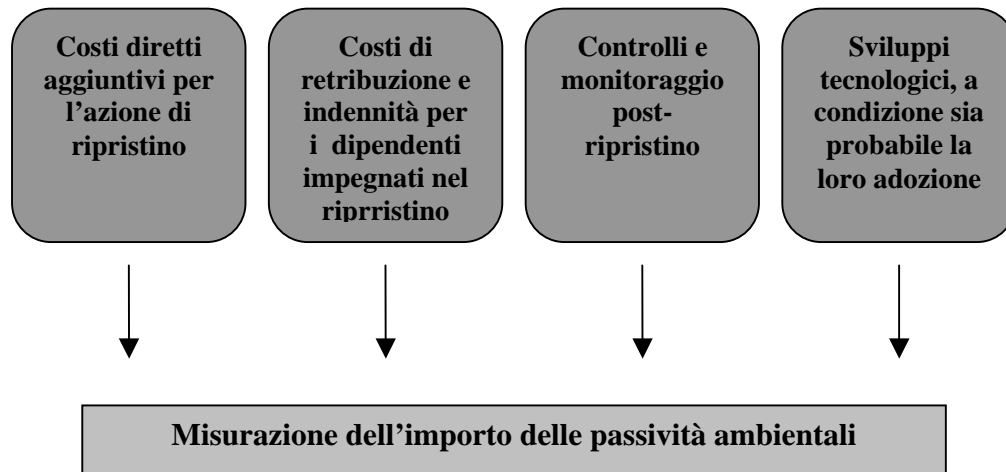 Costi diretti
aggiuntivi per
l'azione di
ripristino
Costi di
retribuzione e
indennità per
i dipendenti
impegnati nel
riprristino
Controlli e
monitoraggio
post-
ripristino
Sviluppi
tecnologici, a
condizione sia
probabile la
loro adozione
Misurazione dell'importo delle passività ambientali